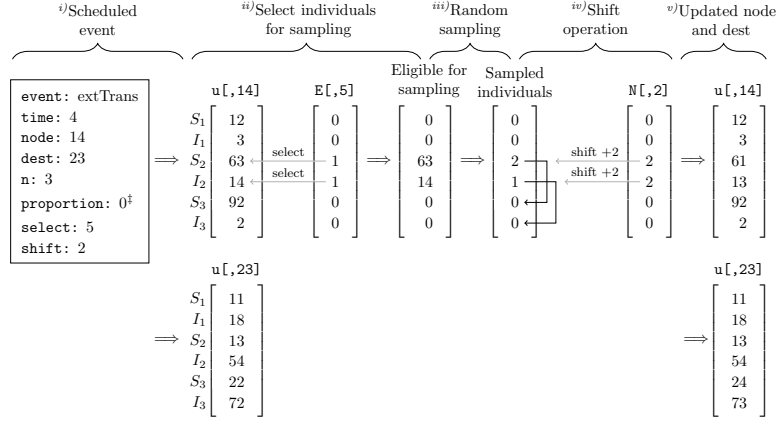 i)Scheduled
event
ii)Select individuals
for sampling
iii)Random
sampling
iv)Shift
operation
v)Updated node
and dest
event: extTrans
time: 4
node: 14
dest: 23
n: 3
proportion: 0‡
select: 5
shift: 2
u[,14]
E[,5]
Eligible for
sampling
Sampled
individuals
N[,2]
u[,14]
S1 12 0 0 0 0 12
I1 3 0 0 0 0 3
S2 63 select 1 63 2 shift +2 2 61
I2 14 select 1 14 1 shift +2 2 13
S3 92 0 0 0 0 92
I3 2 0 0 0 0 2
u[,23]
u[,23]
S1 11 11
I1 18 18
S2 13 13
I2 54 54
S3 22 24
I3 72 73